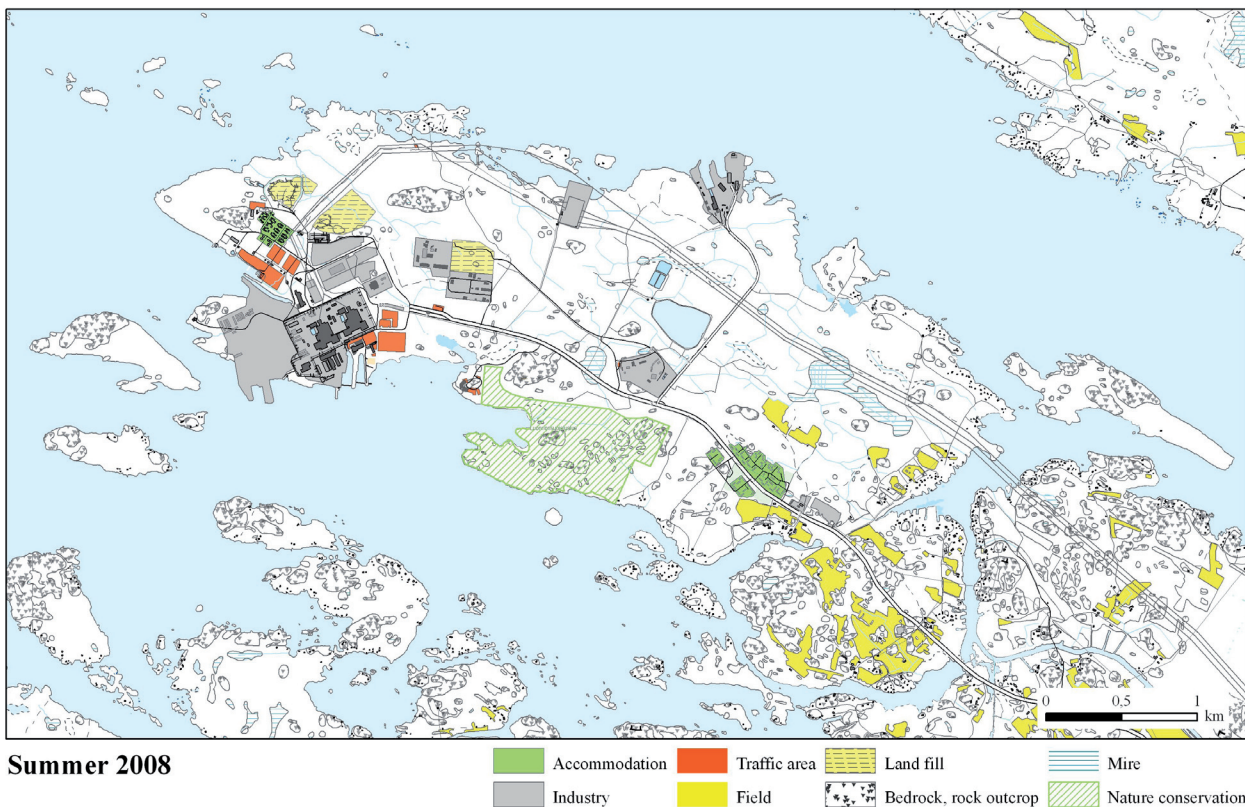 0 0,5 1
km
Summer 2008
Accommodation Traffic area Land fill Mire
Industry Field Bedrock, rock outcrop Nature conservation